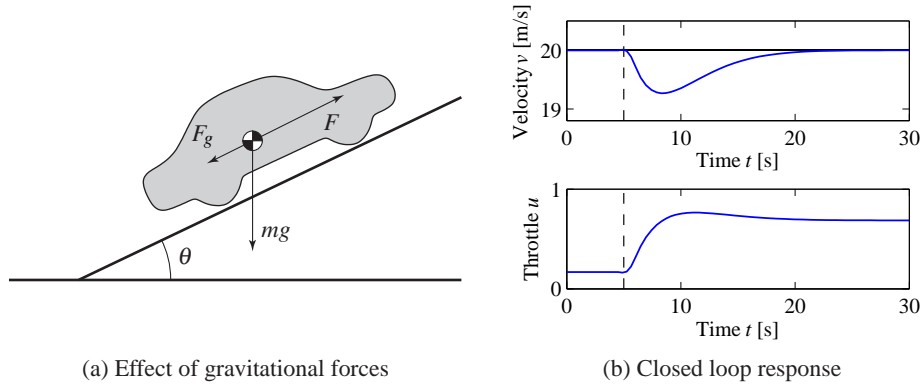 F_g
F
mg
θ
(a) Effect of gravitational forces
Velocity v [m/s]
20
19
0 10 20 30
Time t [s]
Throttle u
1
0
0 10 20 30
Time t [s]
(b) Closed loop response